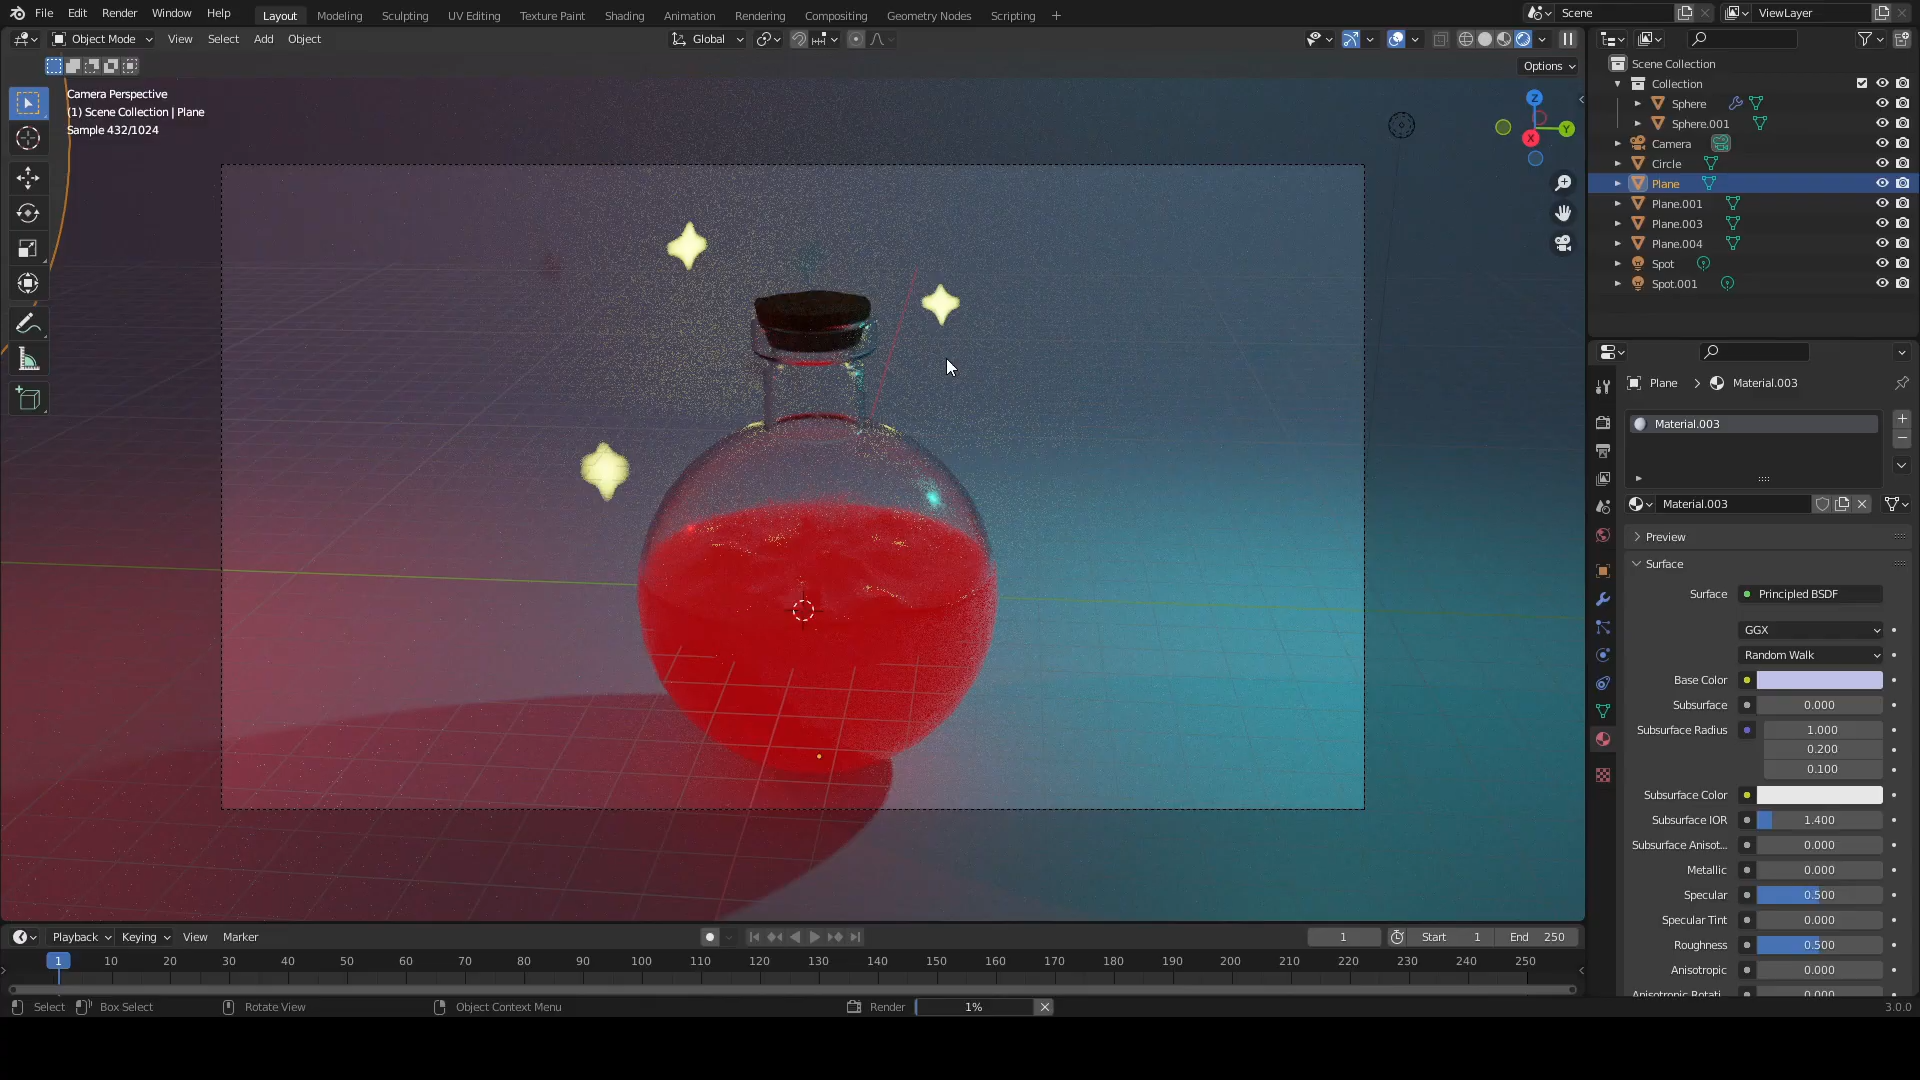 File Edit Render Window Help Layout Modeling Sculpting UV Editing Texture Paint Shading Animation Rendering Compositing Geometry Nodes Scripting + Scene ViewLayer
Object Mode View Select Add Object Global
Options
Camera Perspective
(1) Scene Collection | Plane
Sample 432/1024
Z
Y
X
Scene Collection
Collection
Sphere
Sphere.001
Camera
Circle
Plane
Plane.001
Plane.003
Plane.004
Spot
Spot.001
Plane > Material.003
Material.003
Material.003
Preview
Surface
Surface Principled BSDF
GGX
Random Walk
Base Color
Subsurface 0.000
Subsurface Radius 1.000
0.200
0.100
Subsurface Color
Subsurface IOR 1.400
Subsurface Anisot... 0.000
Metallic 0.000
Specular 0.500
Specular Tint 0.000
Roughness 0.500
Anisotropic 0.000
Anisotropic Rotati... 0.000
Playback Keying View Marker 1 Start 1 End 250
1 10 20 30 40 50 60 70 80 90 100 110 120 130 140 150 160 170 180 190 200 210 220 230 240 250
Select Box Select Rotate View Object Context Menu Render 1% 3.0.0